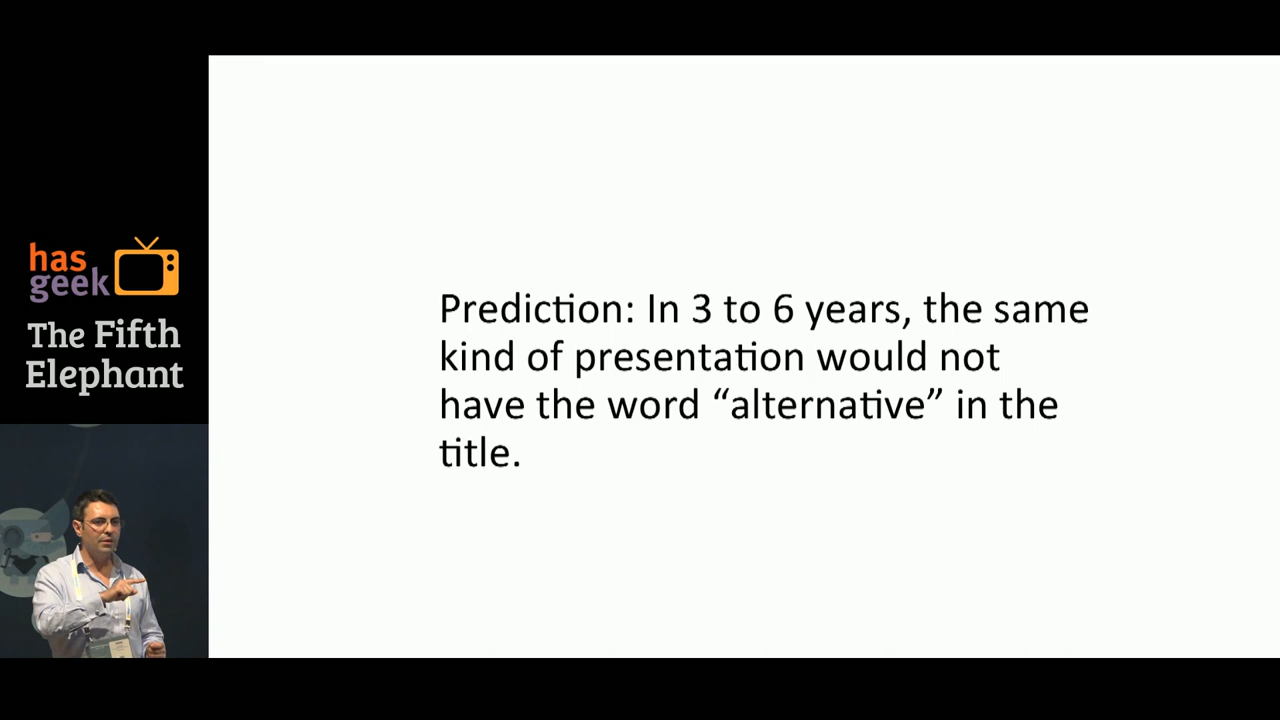 has
geek
The Fifth
Elephant
Prediction: In 3 to 6 years, the same
kind of presentation would not
have the word “alternative” in the
title.